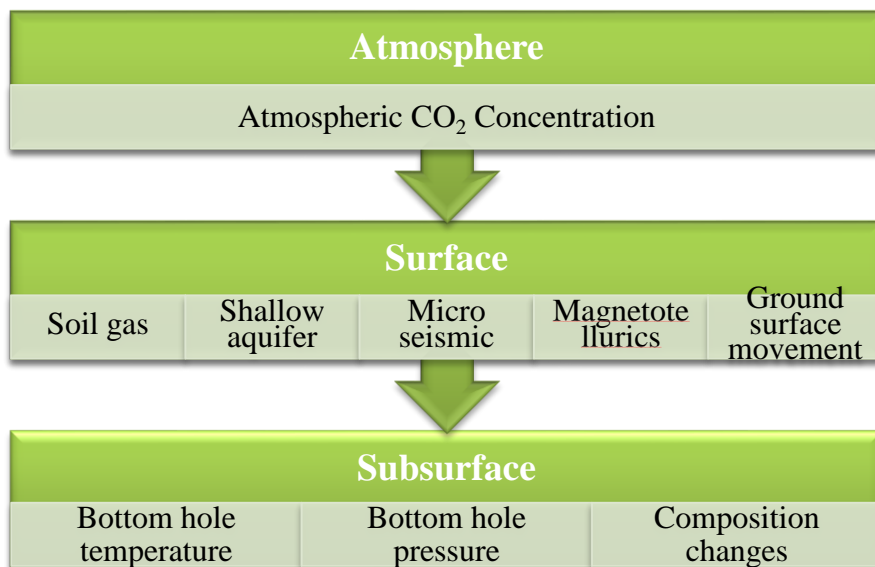 Atmosphere
Atmospheric CO₂ Concentration
Surface
Soil gas
Shallow
aquifer
Micro
seismic
Magnetote
llurics
Ground
surface
movement
Subsurface
Bottom hole
temperature
Bottom hole
pressure
Composition
changes